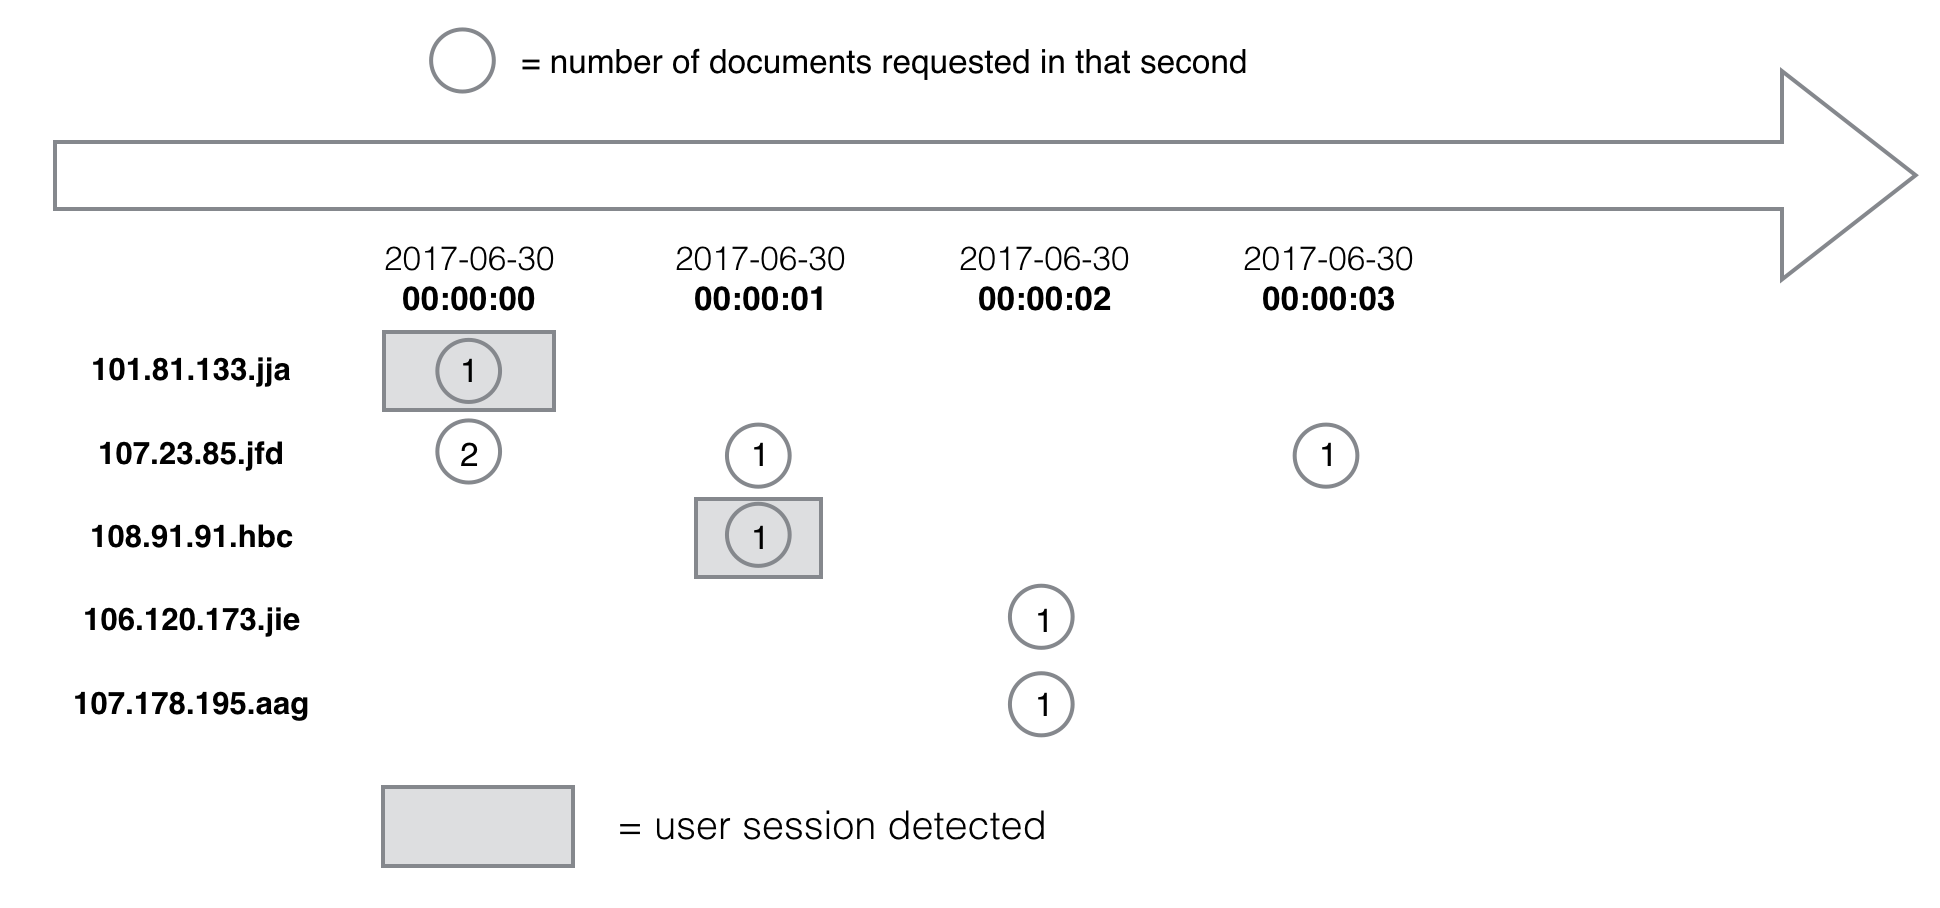 = number of documents requested in that second
2017-06-30 2017-06-30 2017-06-30 2017-06-30
00:00:00 00:00:01 00:00:02 00:00:03
101.81.133.jja 1
107.23.85.jfd 2 1 1
108.91.91.hbc 1
106.120.173.jie 1
107.178.195.aag 1
= user session detected